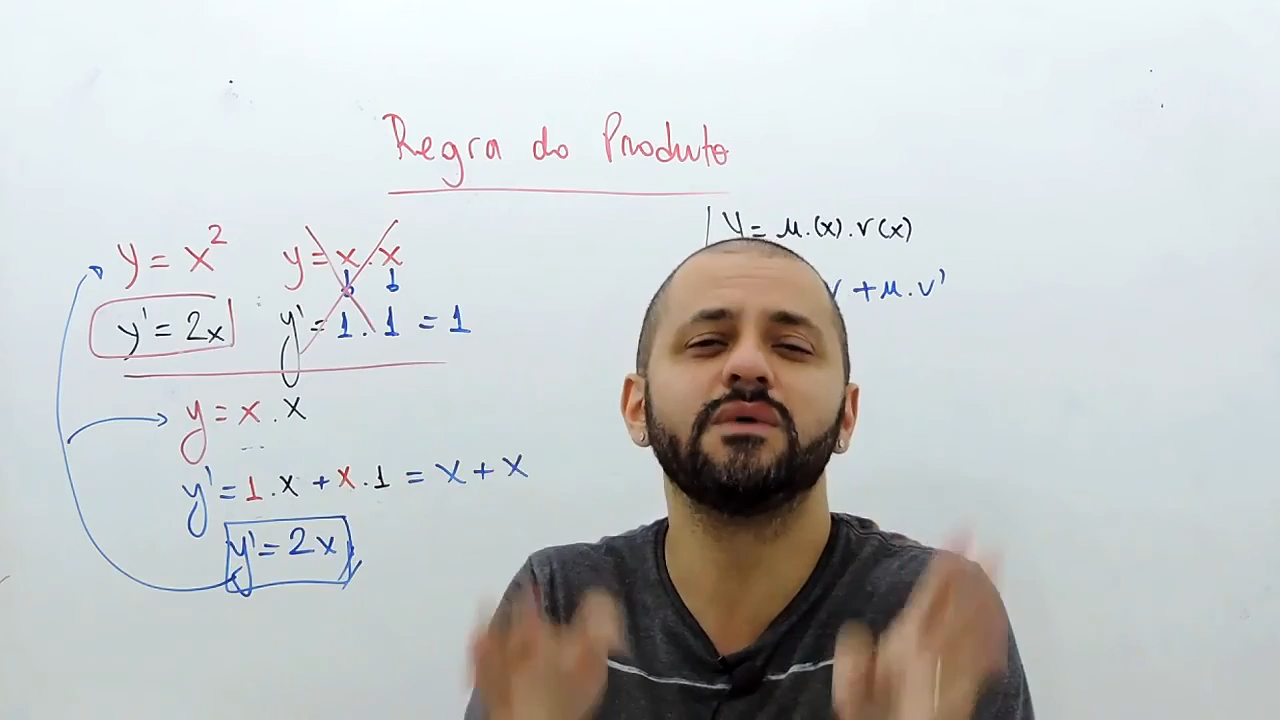 Regra do Produto
y = x²
y' = 2x
y = x . x
y' = 1 . 1 = 1
y = x . x
y' = 1 . x + x . 1 = x + x
y' = 2x
y = μ.(x).v(x)
v + μ.v'